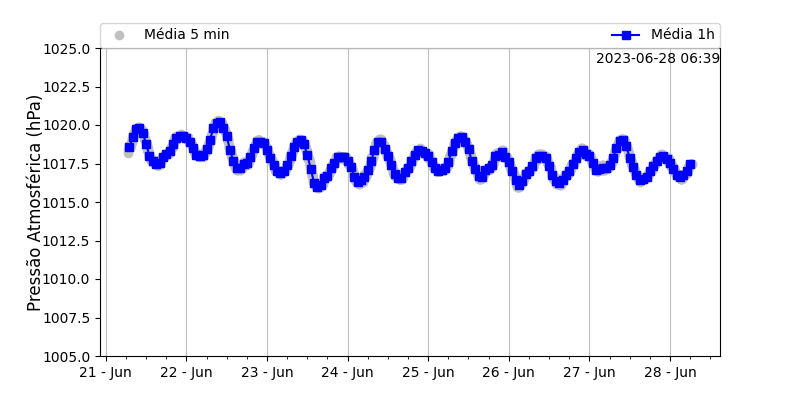 Média 5 min
Média 1h
2023-06-28 06:39
Pressão Atmosférica (hPa)
1025.0
1022.5
1020.0
1017.5
1015.0
1012.5
1010.0
1007.5
1005.0
21 - Jun
22 - Jun
23 - Jun
24 - Jun
25 - Jun
26 - Jun
27 - Jun
28 - Jun